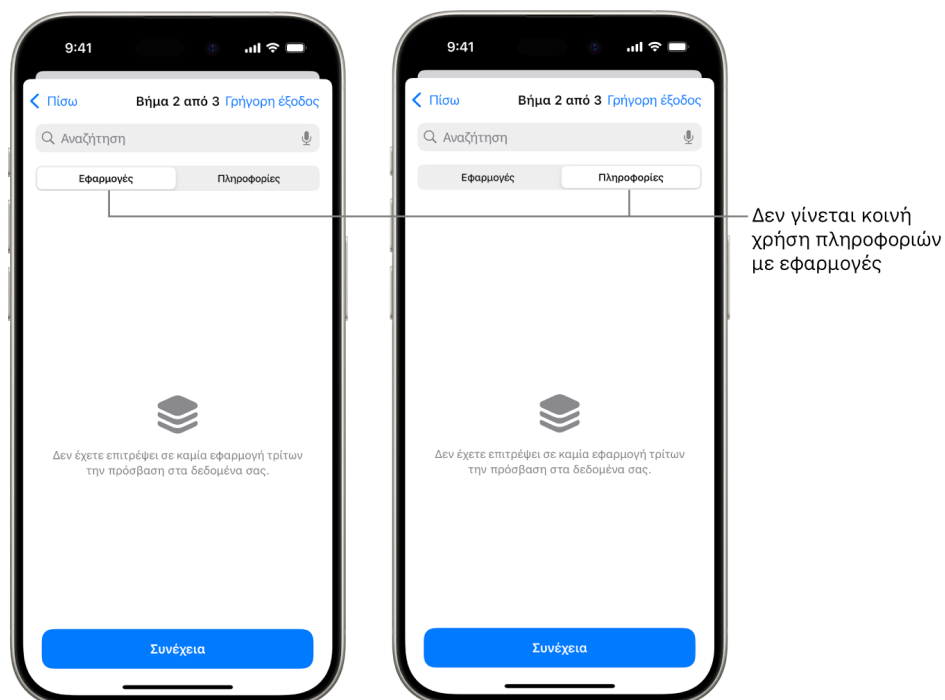 9:41
Πίσω Βήμα 2 από 3 Γρήγορη έξοδος
Αναζήτηση
Εφαρμογές Πληροφορίες
Δεν έχετε επιτρέψει σε καμία εφαρμογή τρίτων
την πρόσβαση στα δεδομένα σας.
Συνέχεια
9:41
Πίσω Βήμα 2 από 3 Γρήγορη έξοδος
Αναζήτηση
Εφαρμογές Πληροφορίες
Δεν έχετε επιτρέψει σε καμία εφαρμογή τρίτων
την πρόσβαση στα δεδομένα σας.
Συνέχεια
Δεν γίνεται κοινή
χρήση πληροφοριών
με εφαρμογές